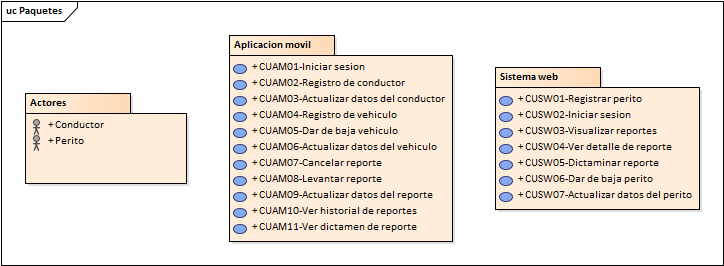 uc Paquetes
Actores
+ Conductor
+ Perito
Aplicacion movil
+ CUAM01-Iniciar sesion
+ CUAM02-Registro de conductor
+ CUAM03-Actualizar datos del conductor
+ CUAM04-Registro de vehiculo
+ CUAM05-Dar de baja vehiculo
+ CUAM06-Actualizar datos del vehiculo
+ CUAM07-Cancelar reporte
+ CUAM08-Levantar reporte
+ CUAM09-Actualizar datos del reporte
+ CUAM10-Ver historial de reportes
+ CUAM11-Ver dictamen de reporte
Sistema web
+ CUSW01-Registrar perito
+ CUSW02-Iniciar sesion
+ CUSW03-Visualizar reportes
+ CUSW04-Ver detalle de reporte
+ CUSW05-Dictaminar reporte
+ CUSW06-Dar de baja perito
+ CUSW07-Actualizar datos del perito